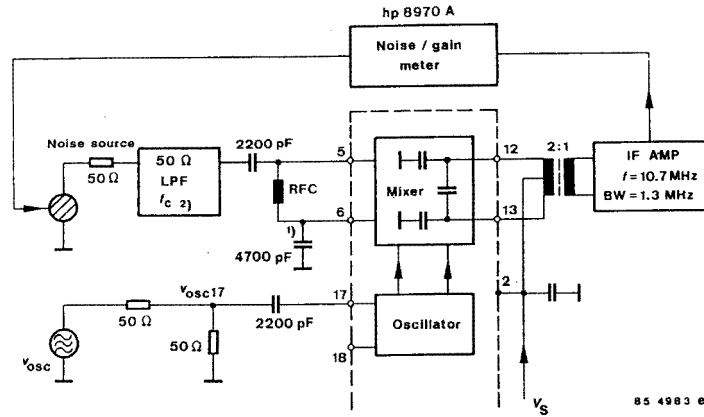 hp 8970 A
Noise / gain
meter
Noise source
50 Ω
50 Ω
LPF
fC 2)
2200 pF
RFC
1)
4700 pF
5
6
Mixer
12
13
2:1
IF AMP
f = 10.7 MHz
BW = 1.3 MHz
vosc
50 Ω
vosc17
50 Ω
2200 pF
17
18
Oscillator
2
VS
85 4983 e